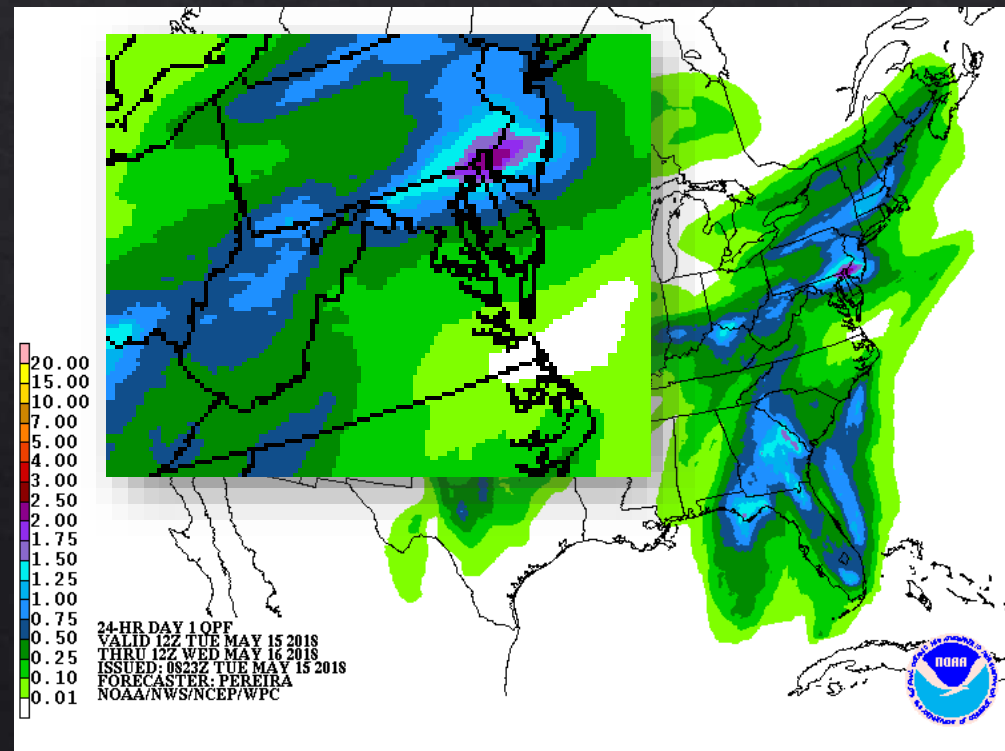 20.00
15.00
10.00
7.00
5.00
4.00
3.00
2.50
2.00
1.75
1.50
1.25
1.00
0.75
0.50
0.25
0.10
0.01
24-HR DAY 1 QPF
VALID 12Z TUE MAY 15 2018
THRU 12Z WED MAY 16 2018
ISSUED: 0823Z TUE MAY 15 2018
FORECASTER: PEREIRA
NOAA/NWS/NCEP/WPC
NOAA